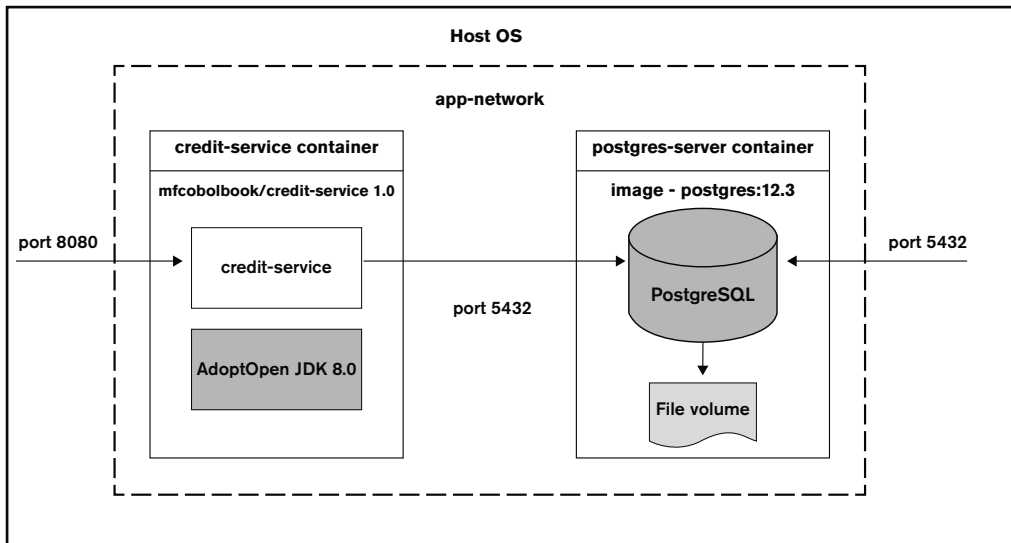 Host OS
app-network
credit-service container
mfcobolbook/credit-service 1.0
port 8080
credit-service
AdoptOpen JDK 8.0
port 5432
postgres-server container
image - postgres:12.3
PostgreSQL
File volume
port 5432